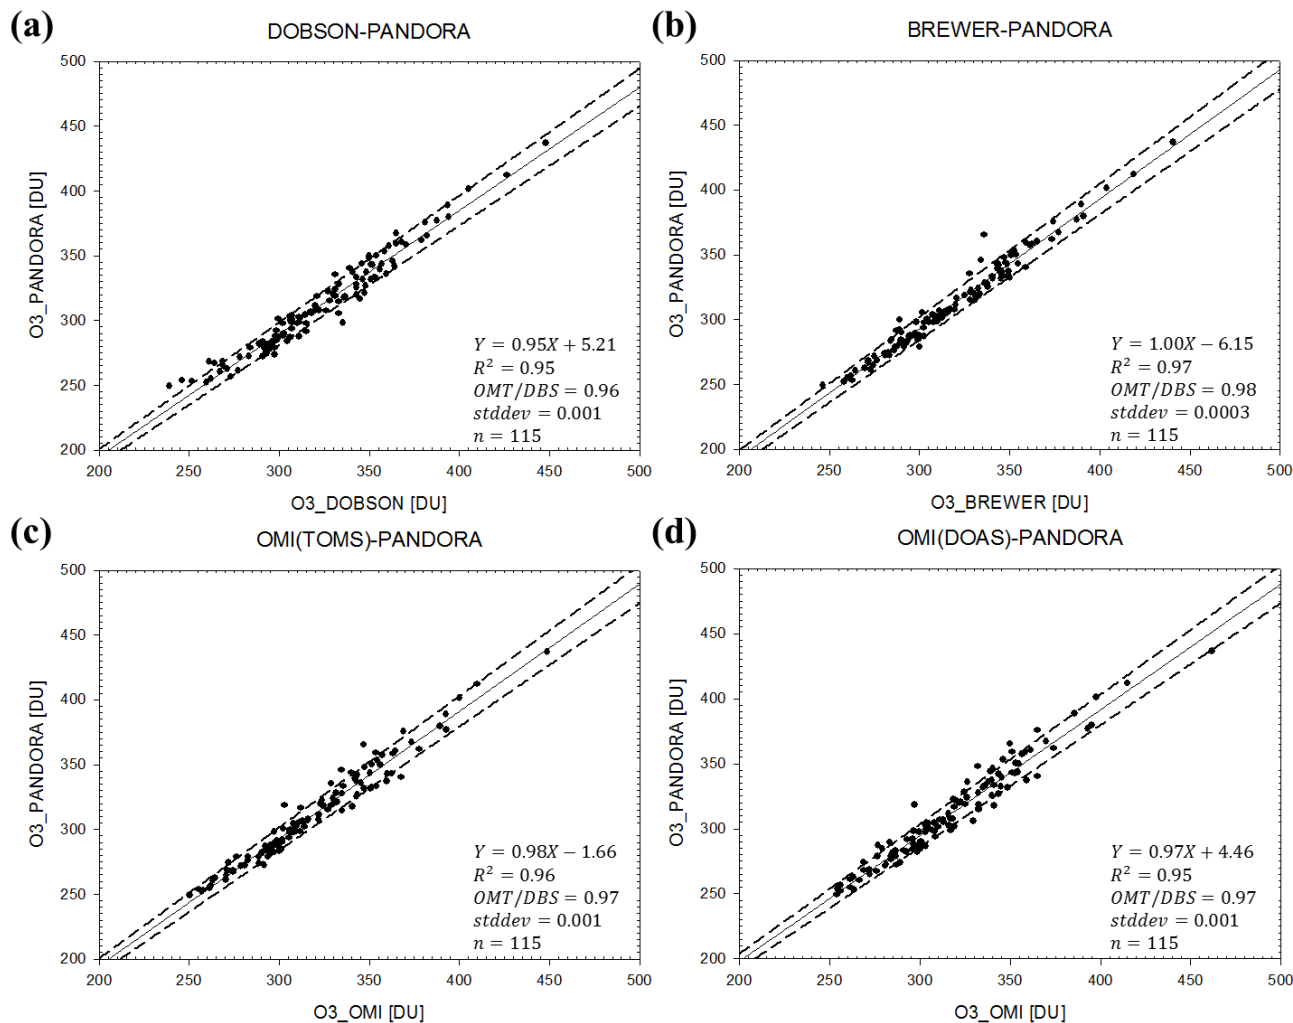 (a)
DOBSON-PANDORA
500
450
400
350
300
250
200
O3_PANDORA [DU]
Y = 0.95X + 5.21
R² = 0.95
OMT/DBS = 0.96
stddev = 0.001
n = 115
200 250 300 350 400 450 500
O3_DOBSON [DU]
(b)
BREWER-PANDORA
500
450
400
350
300
250
200
O3_PANDORA [DU]
Y = 1.00X − 6.15
R² = 0.97
OMT/DBS = 0.98
stddev = 0.0003
n = 115
200 250 300 350 400 450 500
O3_BREWER [DU]
(c)
OMI(TOMS)-PANDORA
500
450
400
350
300
250
200
O3_PANDORA [DU]
Y = 0.98X − 1.66
R² = 0.96
OMT/DBS = 0.97
stddev = 0.001
n = 115
200 250 300 350 400 450 500
O3_OMI [DU]
(d)
OMI(DOAS)-PANDORA
500
450
400
350
300
250
200
O3_PANDORA [DU]
Y = 0.97X + 4.46
R² = 0.95
OMT/DBS = 0.97
stddev = 0.001
n = 115
200 250 300 350 400 450 500
O3_OMI [DU]